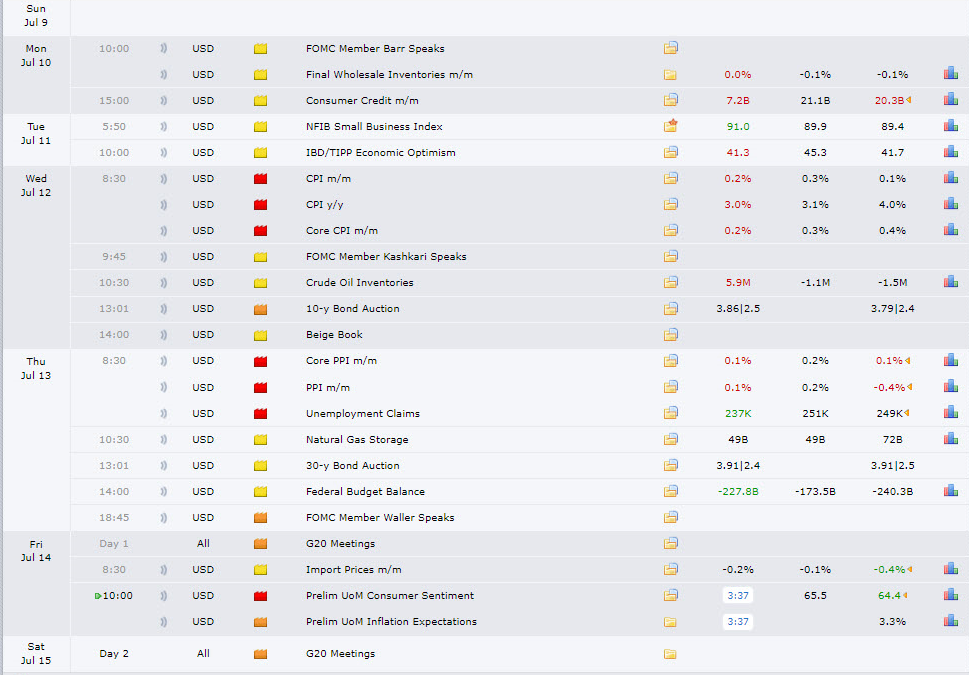 Sun
Jul 9
Mon
Jul 10
10:00 USD FOMC Member Barr Speaks
USD Final Wholesale Inventories m/m 0.0% -0.1% -0.1%
15:00 USD Consumer Credit m/m 7.2B 21.1B 20.3B
Tue
Jul 11
5:50 USD NFIB Small Business Index 91.0 89.9 89.4
10:00 USD IBD/TIPP Economic Optimism 41.3 45.3 41.7
Wed
Jul 12
8:30 USD CPI m/m 0.2% 0.3% 0.1%
USD CPI y/y 3.0% 3.1% 4.0%
USD Core CPI m/m 0.2% 0.3% 0.4%
9:45 USD FOMC Member Kashkari Speaks
10:30 USD Crude Oil Inventories 5.9M -1.1M -1.5M
13:01 USD 10-y Bond Auction 3.86|2.5 3.79|2.4
14:00 USD Beige Book
Thu
Jul 13
8:30 USD Core PPI m/m 0.1% 0.2% 0.1%
USD PPI m/m 0.1% 0.2% -0.4%
USD Unemployment Claims 237K 251K 249K
10:30 USD Natural Gas Storage 49B 49B 72B
13:01 USD 30-y Bond Auction 3.91|2.4 3.91|2.5
14:00 USD Federal Budget Balance -227.8B -173.5B -240.3B
18:45 USD FOMC Member Waller Speaks
Fri
Jul 14
Day 1 All G20 Meetings
8:30 USD Import Prices m/m -0.2% -0.1% -0.4%
10:00 USD Prelim UoM Consumer Sentiment 3:37 65.5 64.4
USD Prelim UoM Inflation Expectations 3:37 3.3%
Sat
Jul 15
Day 2 All G20 Meetings